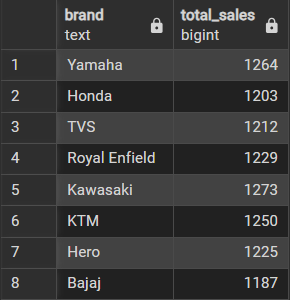 brand total_sales
text bigint
1 Yamaha 1264
2 Honda 1203
3 TVS 1212
4 Royal Enfield 1229
5 Kawasaki 1273
6 KTM 1250
7 Hero 1225
8 Bajaj 1187